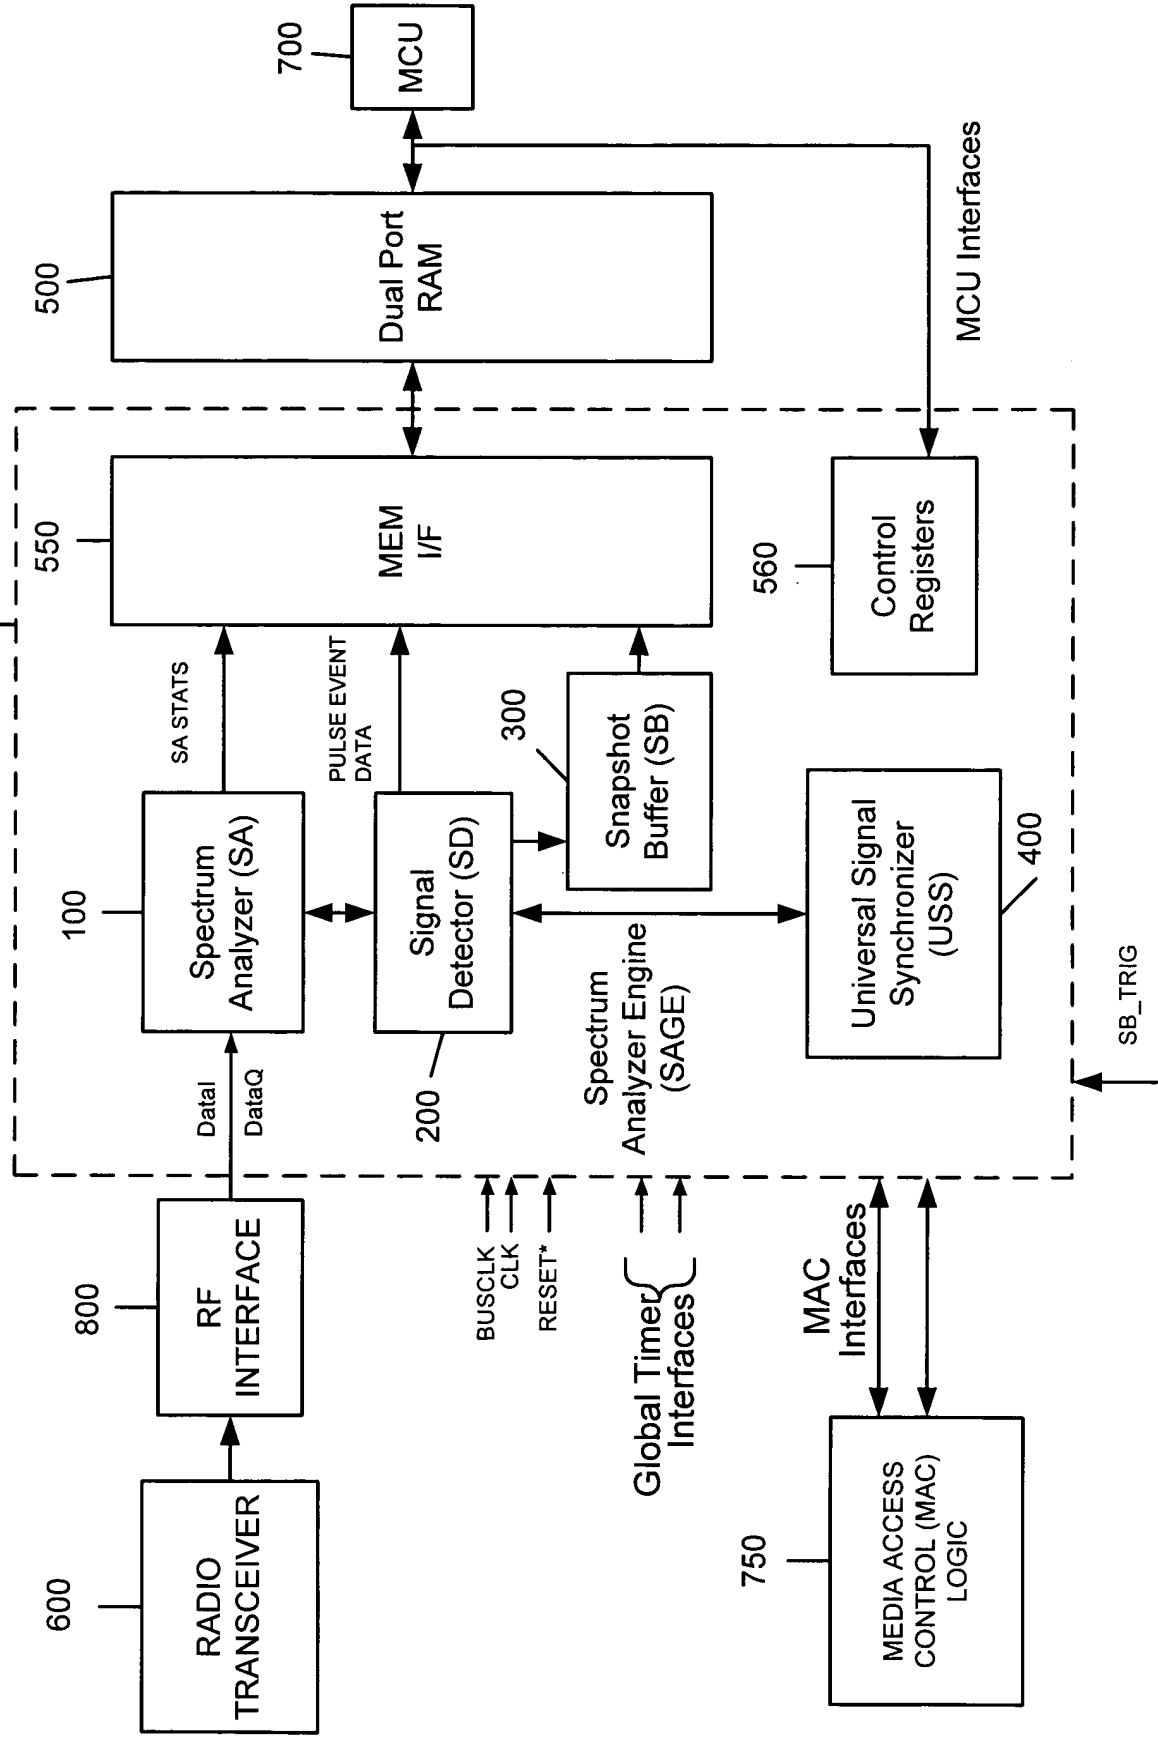 600
RADIO
TRANSCEIVER
800
RF
INTERFACE
DataI
DataQ
100
Spectrum
Analyzer (SA)
SA STATS
200
Signal
Detector (SD)
PULSE EVENT
DATA
300
Snapshot
Buffer (SB)
550
MEM
I/F
500
Dual Port
RAM
700
MCU
BUSCLK
CLK
RESET*
Global Timer
Interfaces
Spectrum
Analyzer Engine
(SAGE)
400
Universal Signal
Synchronizer
(USS)
560
Control
Registers
MCU Interfaces
750
MEDIA ACCESS
CONTROL (MAC)
LOGIC
MAC
Interfaces
SB_TRIG